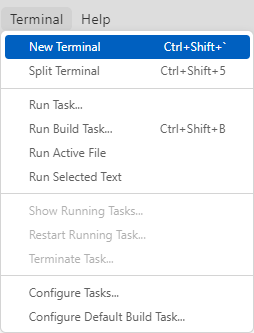 Terminal Help
New Terminal Ctrl+Shift+`
Split Terminal Ctrl+Shift+5
Run Task...
Run Build Task... Ctrl+Shift+B
Run Active File
Run Selected Text
Show Running Tasks...
Restart Running Task...
Terminate Task...
Configure Tasks...
Configure Default Build Task...